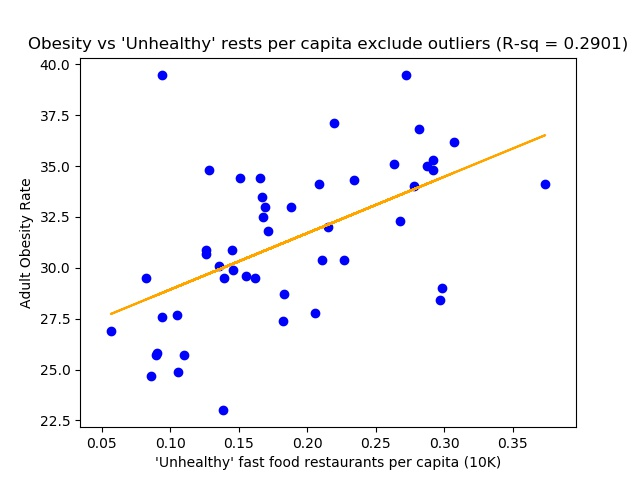 Obesity vs 'Unhealthy' rests per capita exclude outliers (R-sq = 0.2901)
40.0
37.5
35.0
32.5
30.0
27.5
25.0
22.5
Adult Obesity Rate
0.05 0.10 0.15 0.20 0.25 0.30 0.35
'Unhealthy' fast food restaurants per capita (10K)